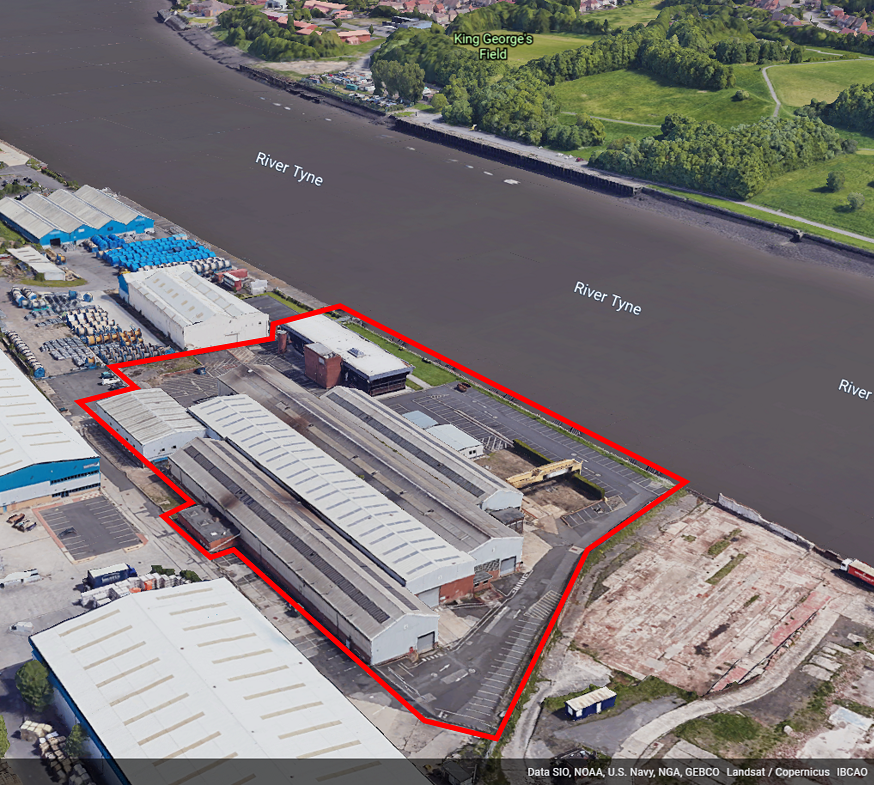 King George's
Field
River Tyne
River Tyne
River
Data SIO, NOAA, U.S. Navy, NGA, GEBCO Landsat / Copernicus IBCAO